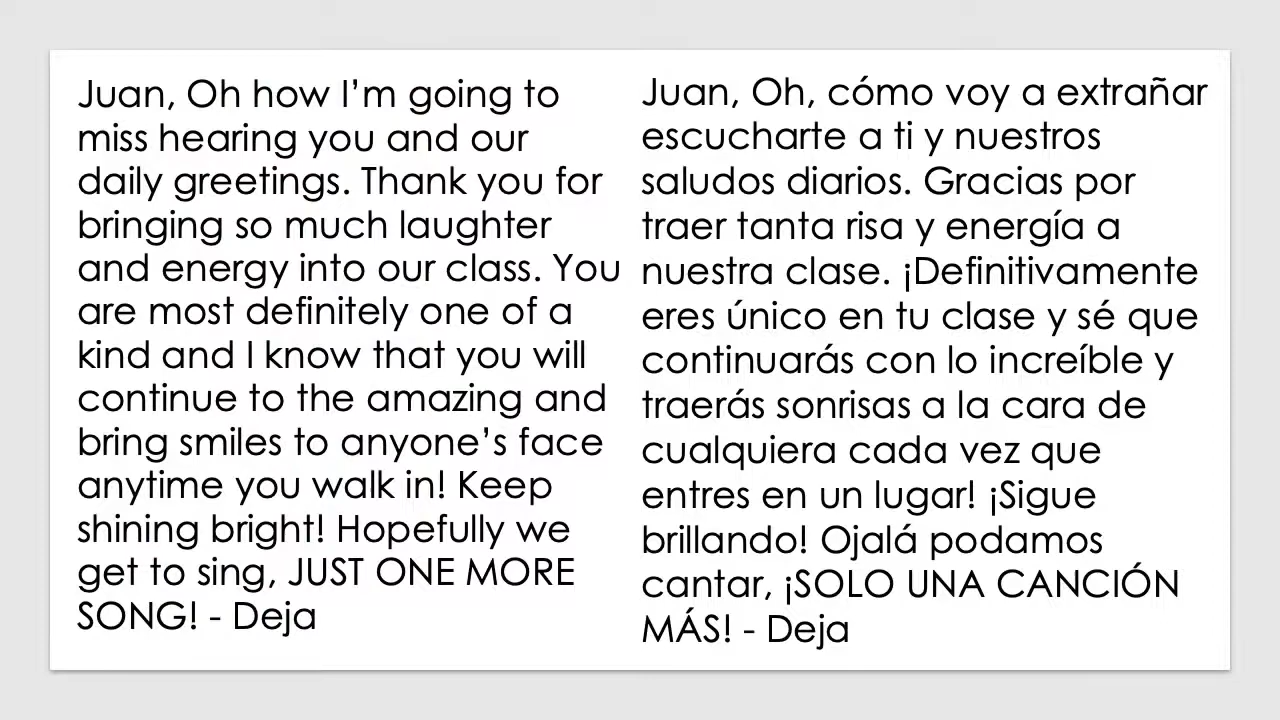 Juan, Oh how I’m going to
miss hearing you and our
daily greetings. Thank you for
bringing so much laughter
and energy into our class. You
are most definitely one of a
kind and I know that you will
continue to the amazing and
bring smiles to anyone’s face
anytime you walk in! Keep
shining bright! Hopefully we
get to sing, JUST ONE MORE
SONG! - Deja
Juan, Oh, cómo voy a extrañar
escucharte a ti y nuestros
saludos diarios. Gracias por
traer tanta risa y energía a
nuestra clase. ¡Definitivamente
eres único en tu clase y sé que
continuarás con lo increíble y
traerás sonrisas a la cara de
cualquiera cada vez que
entres en un lugar! ¡Sigue
brillando! Ojalá podamos
cantar, ¡SOLO UNA CANCIÓN
MÁS! - Deja